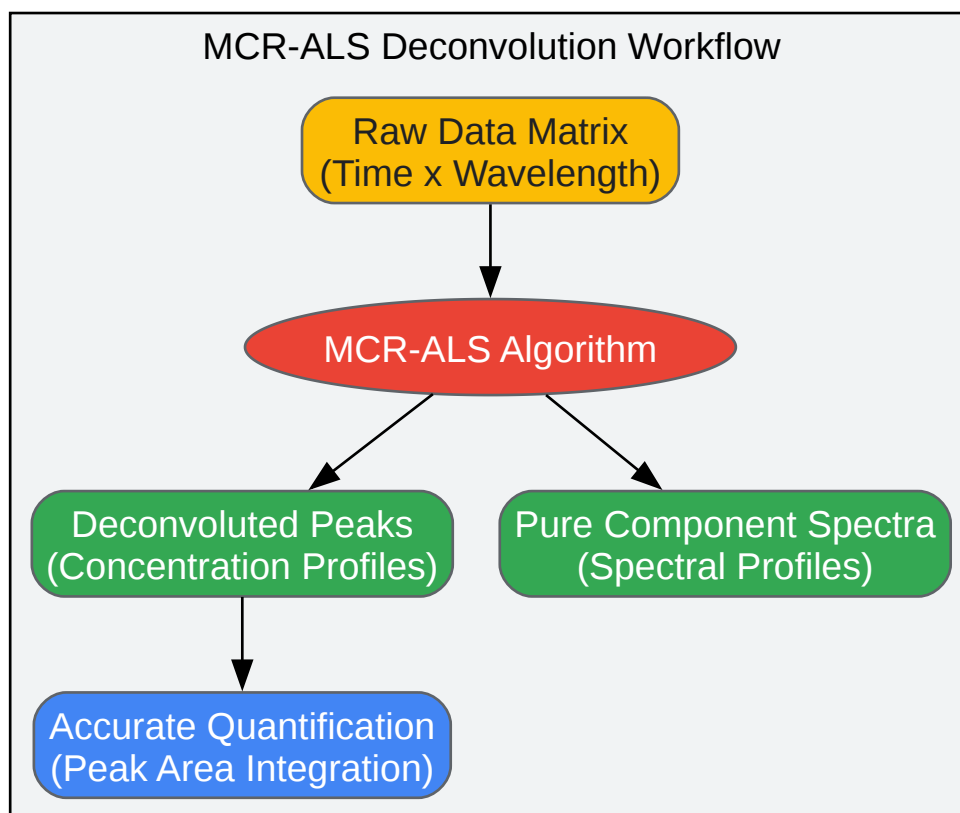 MCR-ALS Deconvolution Workflow
Raw Data Matrix
(Time x Wavelength)
MCR-ALS Algorithm
Deconvoluted Peaks
(Concentration Profiles)
Pure Component Spectra
(Spectral Profiles)
Accurate Quantification
(Peak Area Integration)